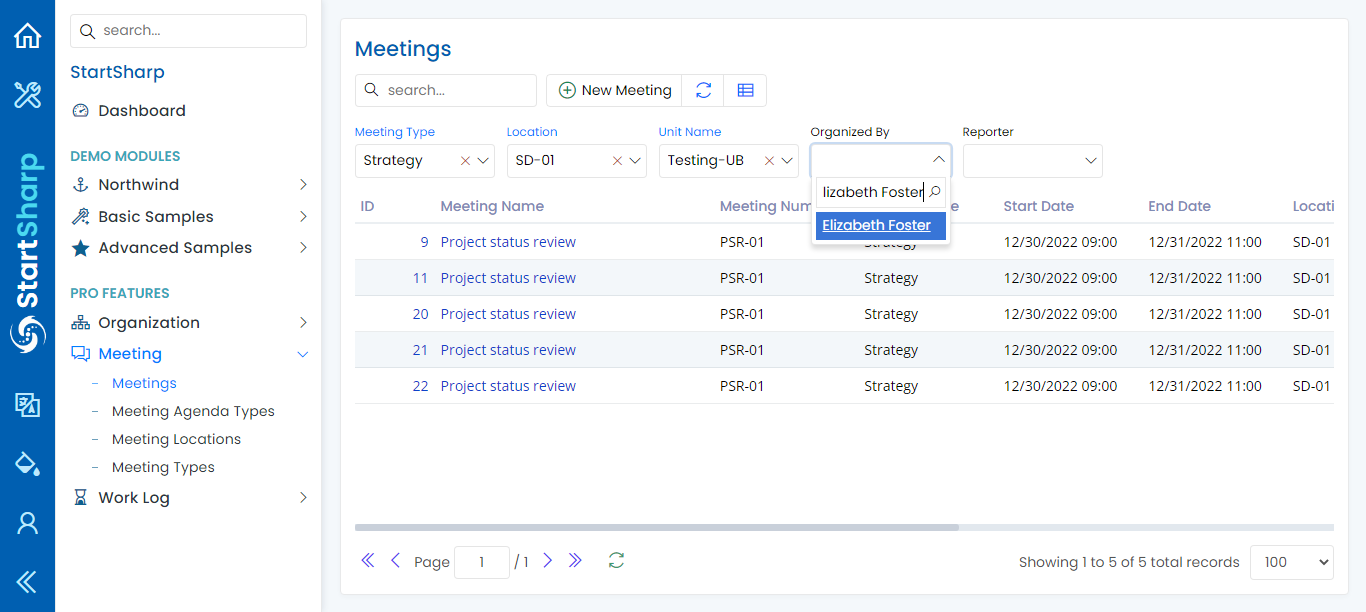 StartSharp
search...
StartSharp
Dashboard
DEMO MODULES
Northwind
Basic Samples
Advanced Samples
PRO FEATURES
Organization
Meeting
Meetings
Meeting Agenda Types
Meeting Locations
Meeting Types
Work Log
Meetings
search... New Meeting
Meeting Type Location Unit Name Organized By Reporter
Strategy SD-01 Testing-UB
lizabeth Foster
Elizabeth Foster
ID Meeting Name Meeting Num e Start Date End Date Locati
9 Project status review PSR-01 Strategy 12/30/2022 09:00 12/31/2022 11:00 SD-01
11 Project status review PSR-01 Strategy 12/30/2022 09:00 12/31/2022 11:00 SD-01
20 Project status review PSR-01 Strategy 12/30/2022 09:00 12/31/2022 11:00 SD-01
21 Project status review PSR-01 Strategy 12/30/2022 09:00 12/31/2022 11:00 SD-01
22 Project status review PSR-01 Strategy 12/30/2022 09:00 12/31/2022 11:00 SD-01
Page 1 / 1 Showing 1 to 5 of 5 total records 100